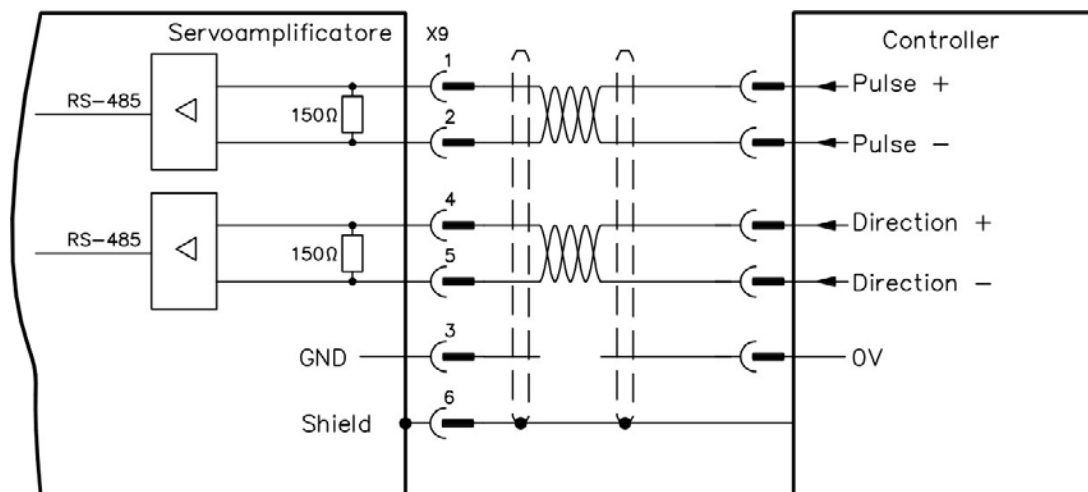 Servoamplificatore
X9
Controller
1
Pulse +
RS-485
150Ω
2
Pulse -
4
Direction +
RS-485
150Ω
5
Direction -
3
GND
0V
6
Shield